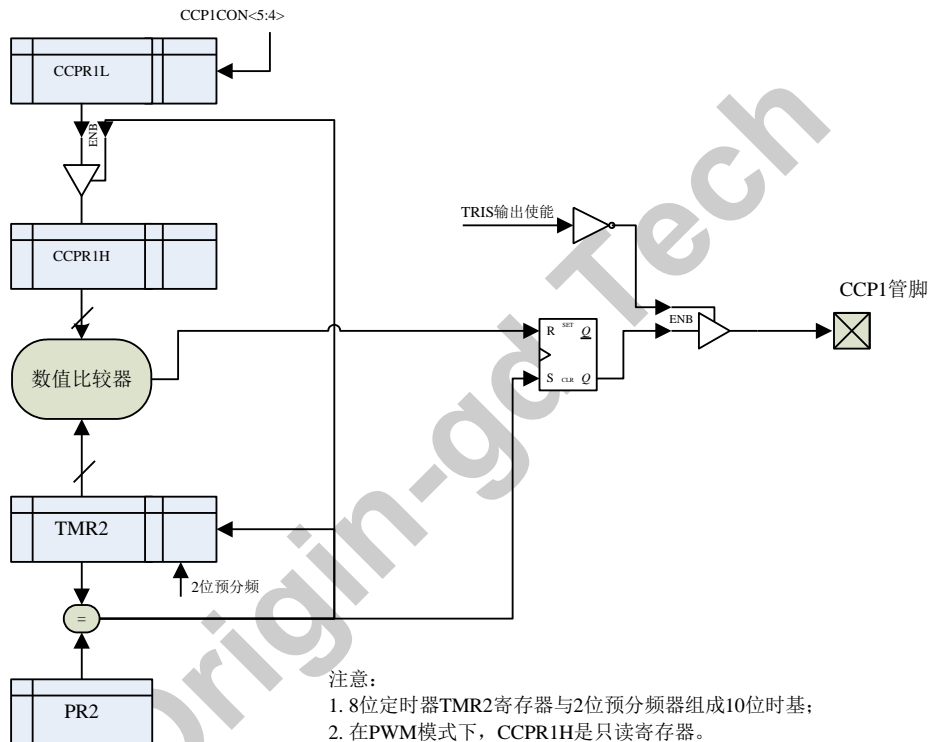 CCP1CON<5:4>
CCPR1L
ENB
CCPR1H
TRIS输出使能
CCP1管脚
ENB
R SET Q
数值比较器
S CLR Q
TMR2
2位预分频
=
PR2
注意：
1. 8位定时器TMR2寄存器与2位预分频器组成10位时基；
2. 在PWM模式下，CCPR1H是只读寄存器。
Origin-gd Tech